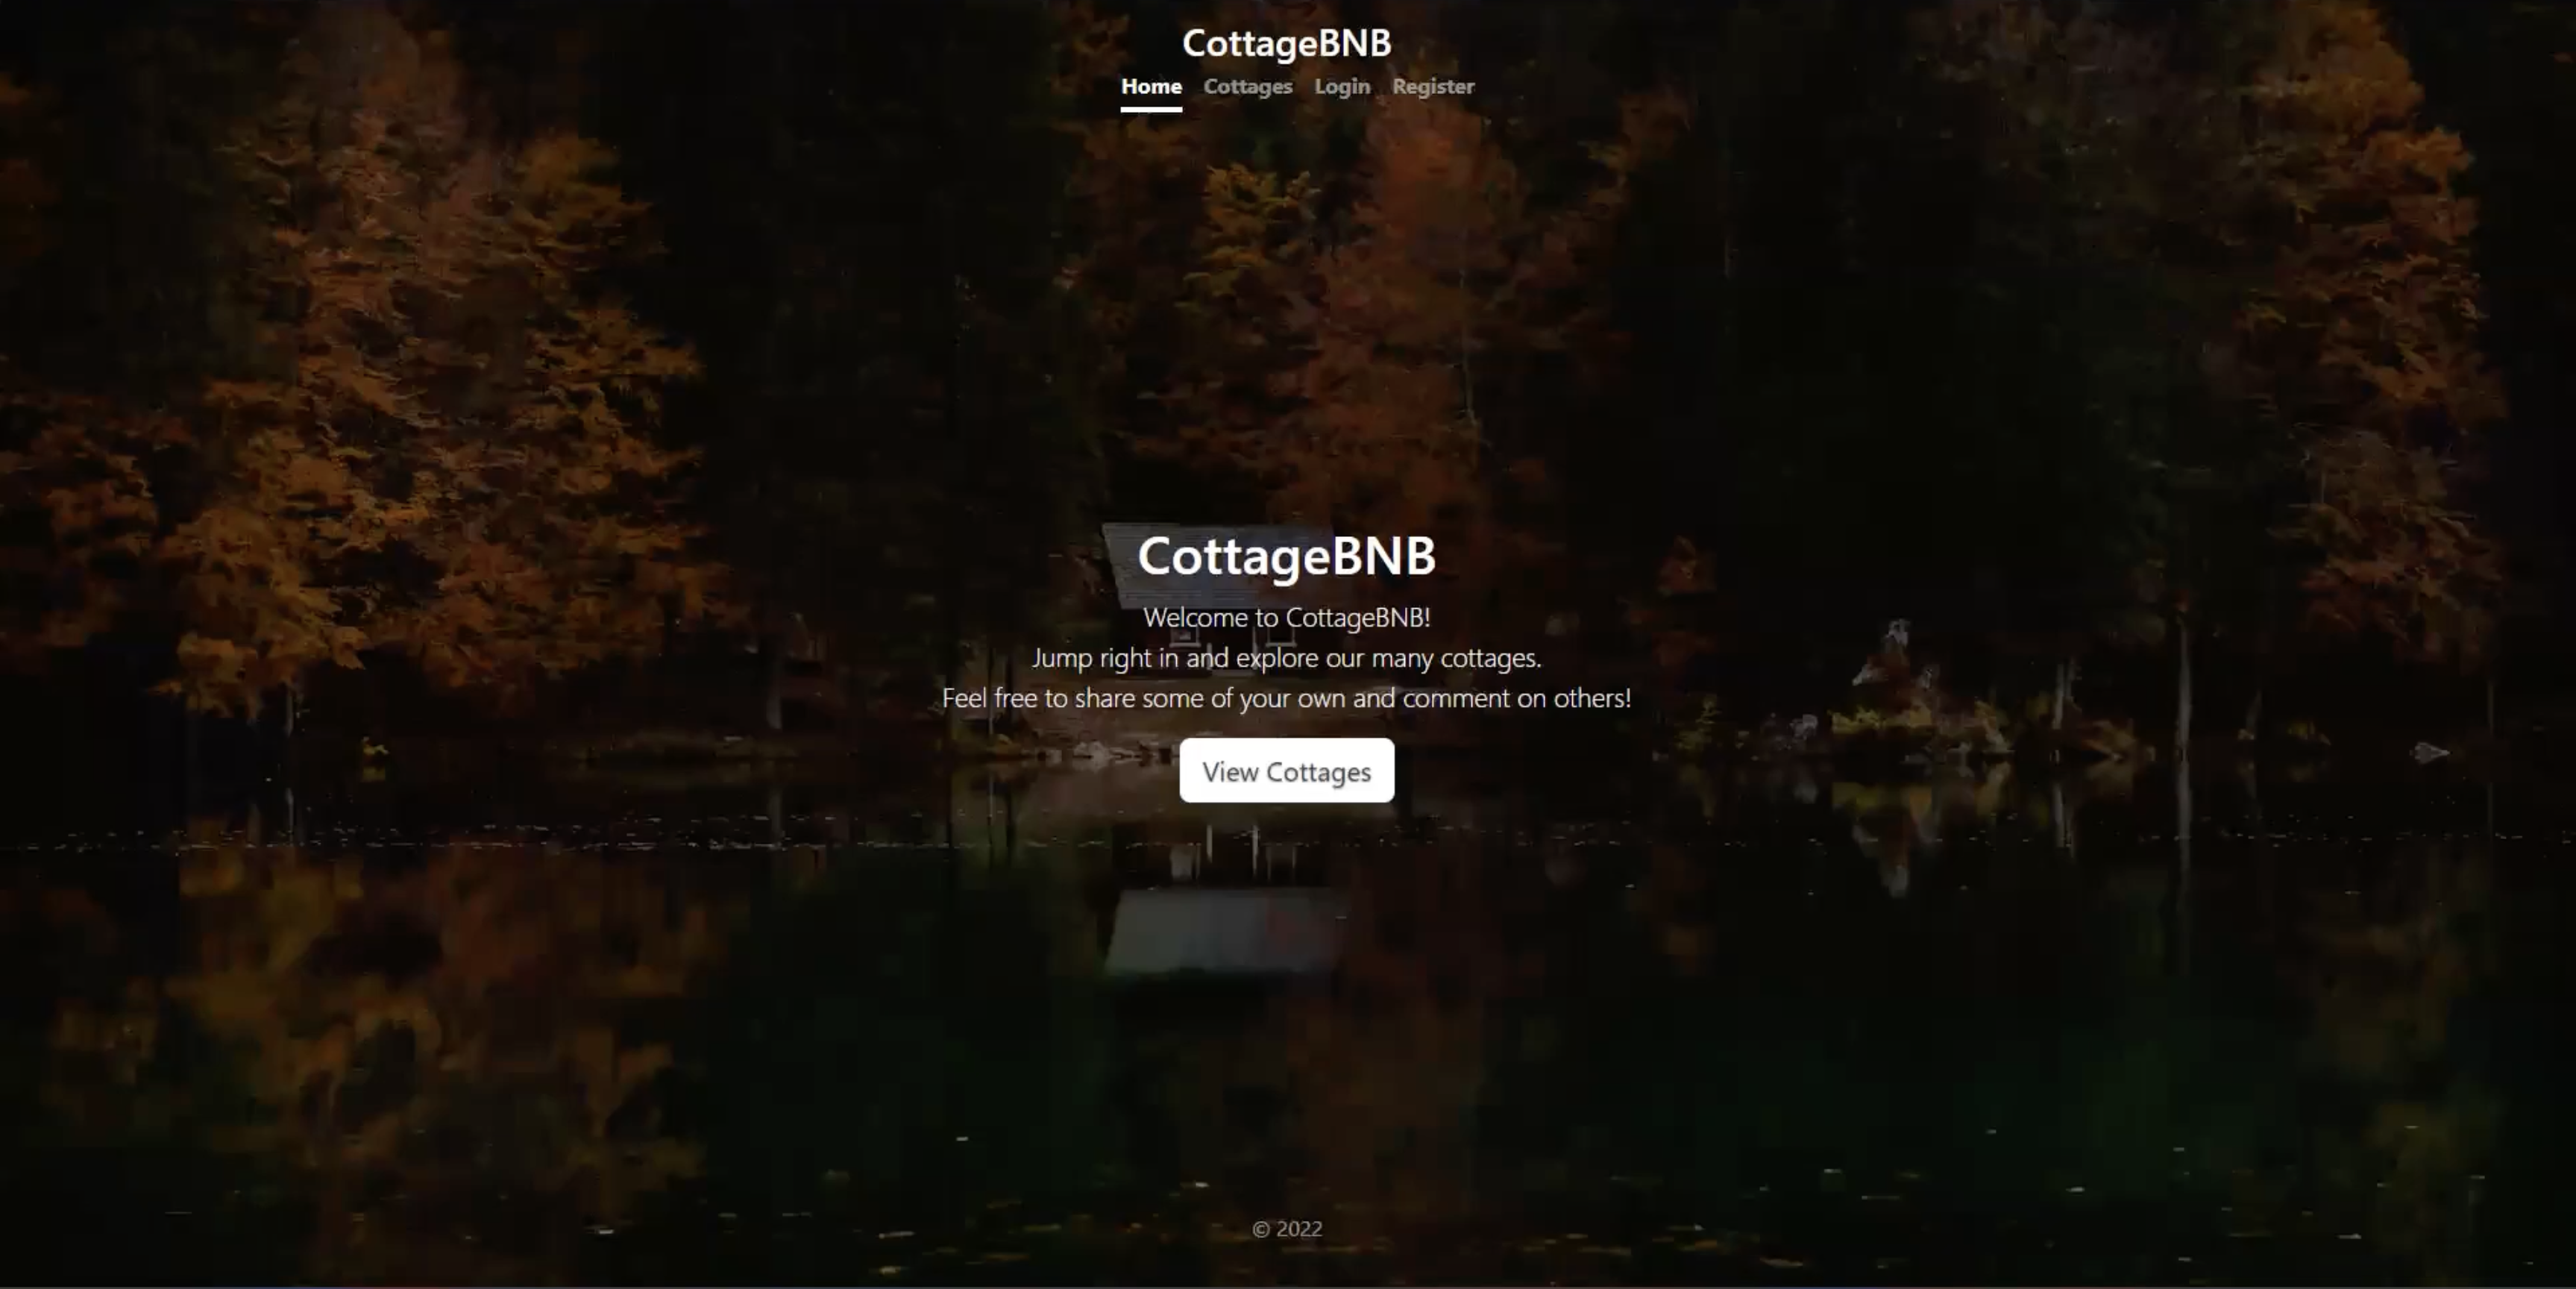 CottageBNB
Home Cottages Login Register
CottageBNB
Welcome to CottageBNB!
Jump right in and explore our many cottages.
Feel free to share some of your own and comment on others!
View Cottages
© 2022